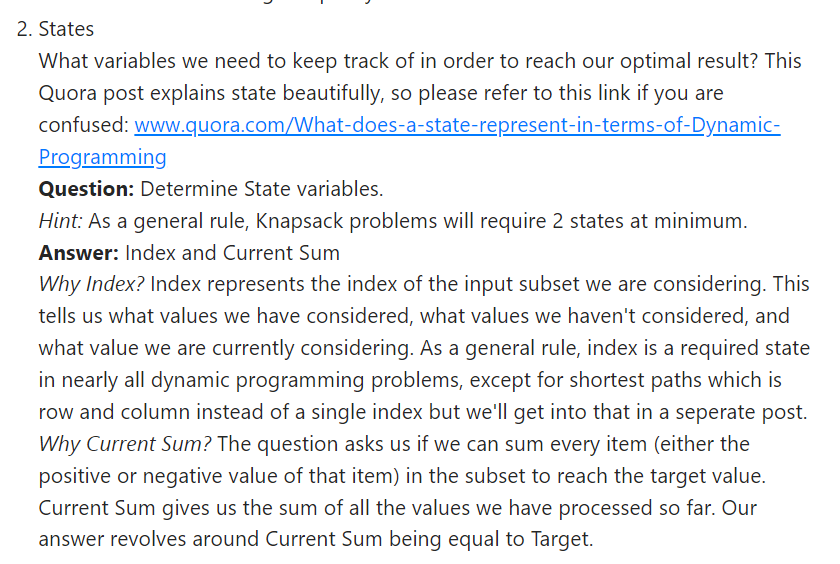 2. States
What variables we need to keep track of in order to reach our optimal result? This
Quora post explains state beautifully, so please refer to this link if you are
confused: www.quora.com/What-does-a-state-represent-in-terms-of-Dynamic-
Programming
Question: Determine State variables.
Hint: As a general rule, Knapsack problems will require 2 states at minimum.
Answer: Index and Current Sum
Why Index? Index represents the index of the input subset we are considering. This
tells us what values we have considered, what values we haven't considered, and
what value we are currently considering. As a general rule, index is a required state
in nearly all dynamic programming problems, except for shortest paths which is
row and column instead of a single index but we'll get into that in a seperate post.
Why Current Sum? The question asks us if we can sum every item (either the
positive or negative value of that item) in the subset to reach the target value.
Current Sum gives us the sum of all the values we have processed so far. Our
answer revolves around Current Sum being equal to Target.